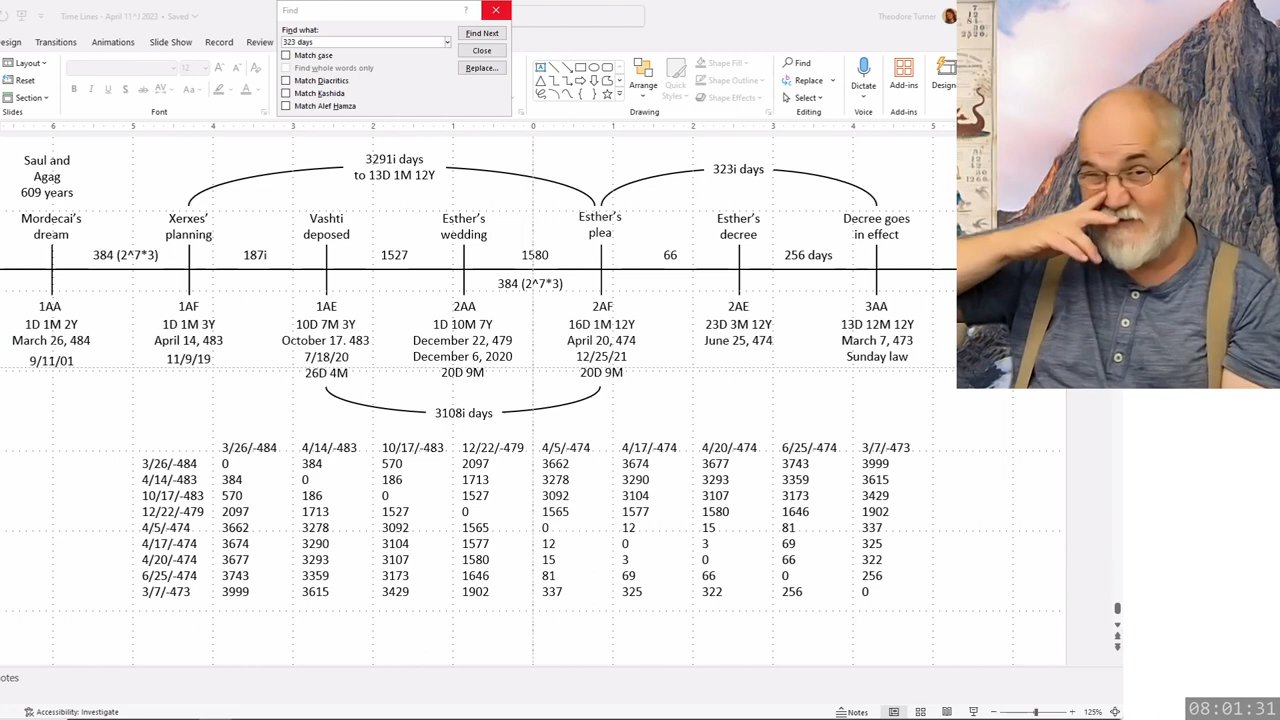 Time Lines - April 11^J 2023 • Saved
Theodore Turner
Find
?
Find what:
323 days
Find Next
Match case
Close
Find whole words only
Replace...
Match Diacritics
Match Kashida
Match Alef Hamza
Transitions
Animations
Slide Show
Record
Review
Layout
Reset
Section
Slides
Font
Arrange
Quick
Styles
Shape Fill
Shape Outline
Shape Effects
Drawing
Find
Replace
Select
Editing
Dictate
Voice
Add-ins
Add-ins
Design
6 5 4 3 2 1 0 1 2 3 4 5
Saul and
Agag
609 years
3291i days
to 13D 1M 12Y
323i days
Mordecai's
dream
Xerxes'
planning
Vashti
deposed
Esther's
wedding
Esther's
plea
Esther's
decree
Decree goes
in effect
384 (2^7*3) 187i 1527 1580 66 256 days
384 (2^7*3)
1AA 1AF 1AE 2AA 2AF 2AE 3AA
1D 1M 2Y 1D 1M 3Y 10D 7M 3Y 1D 10M 7Y 16D 1M 12Y 23D 3M 12Y 13D 12M 12Y
March 26, 484 April 14, 483 October 17. 483 December 22, 479 April 20, 474 June 25, 474 March 7, 473
9/11/01 11/9/19 7/18/20 December 6, 2020 12/25/21 Sunday law
26D 4M 20D 9M 20D 9M
3108i days
3/26/-484 4/14/-483 10/17/-483 12/22/-479 4/5/-474 4/17/-474 4/20/-474 6/25/-474 3/7/-473
3/26/-484 0 384 570 2097 3662 3674 3677 3743 3999
4/14/-483 384 0 186 1713 3278 3290 3293 3359 3615
10/17/-483 570 186 0 1527 3092 3104 3107 3173 3429
12/22/-479 2097 1713 1527 0 1565 1577 1580 1646 1902
4/5/-474 3662 3278 3092 1565 0 12 15 81 337
4/17/-474 3674 3290 3104 1577 12 0 3 69 325
4/20/-474 3677 3293 3107 1580 15 3 0 66 322
6/25/-474 3743 3359 3173 1646 81 69 66 0 256
3/7/-473 3999 3615 3429 1902 337 325 322 256 0
otes
Accessibility: Investigate
Notes
125%
08:01:31